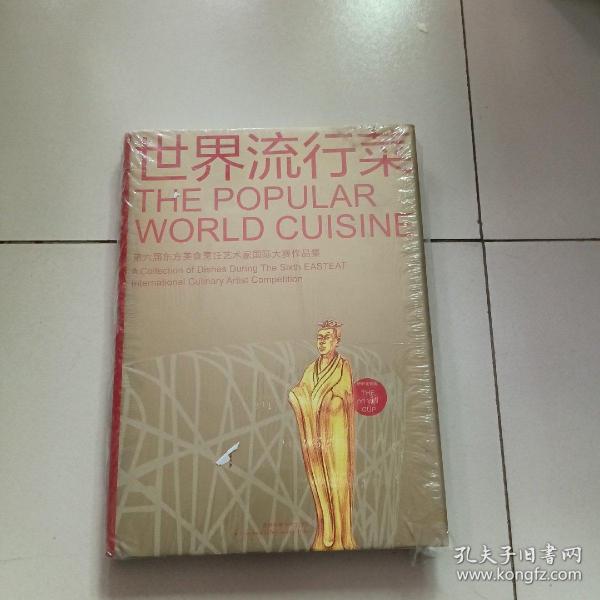 世界流行菜
THE POPULAR
WORLD CUISINE
第六届东方美食烹饪艺术家国际大赛作品集
A Collection of Dishes During The Sixth EASTEAT
International Culinary Artist Competition
THE
CUP
孔夫子旧书网
www.kongfz.com